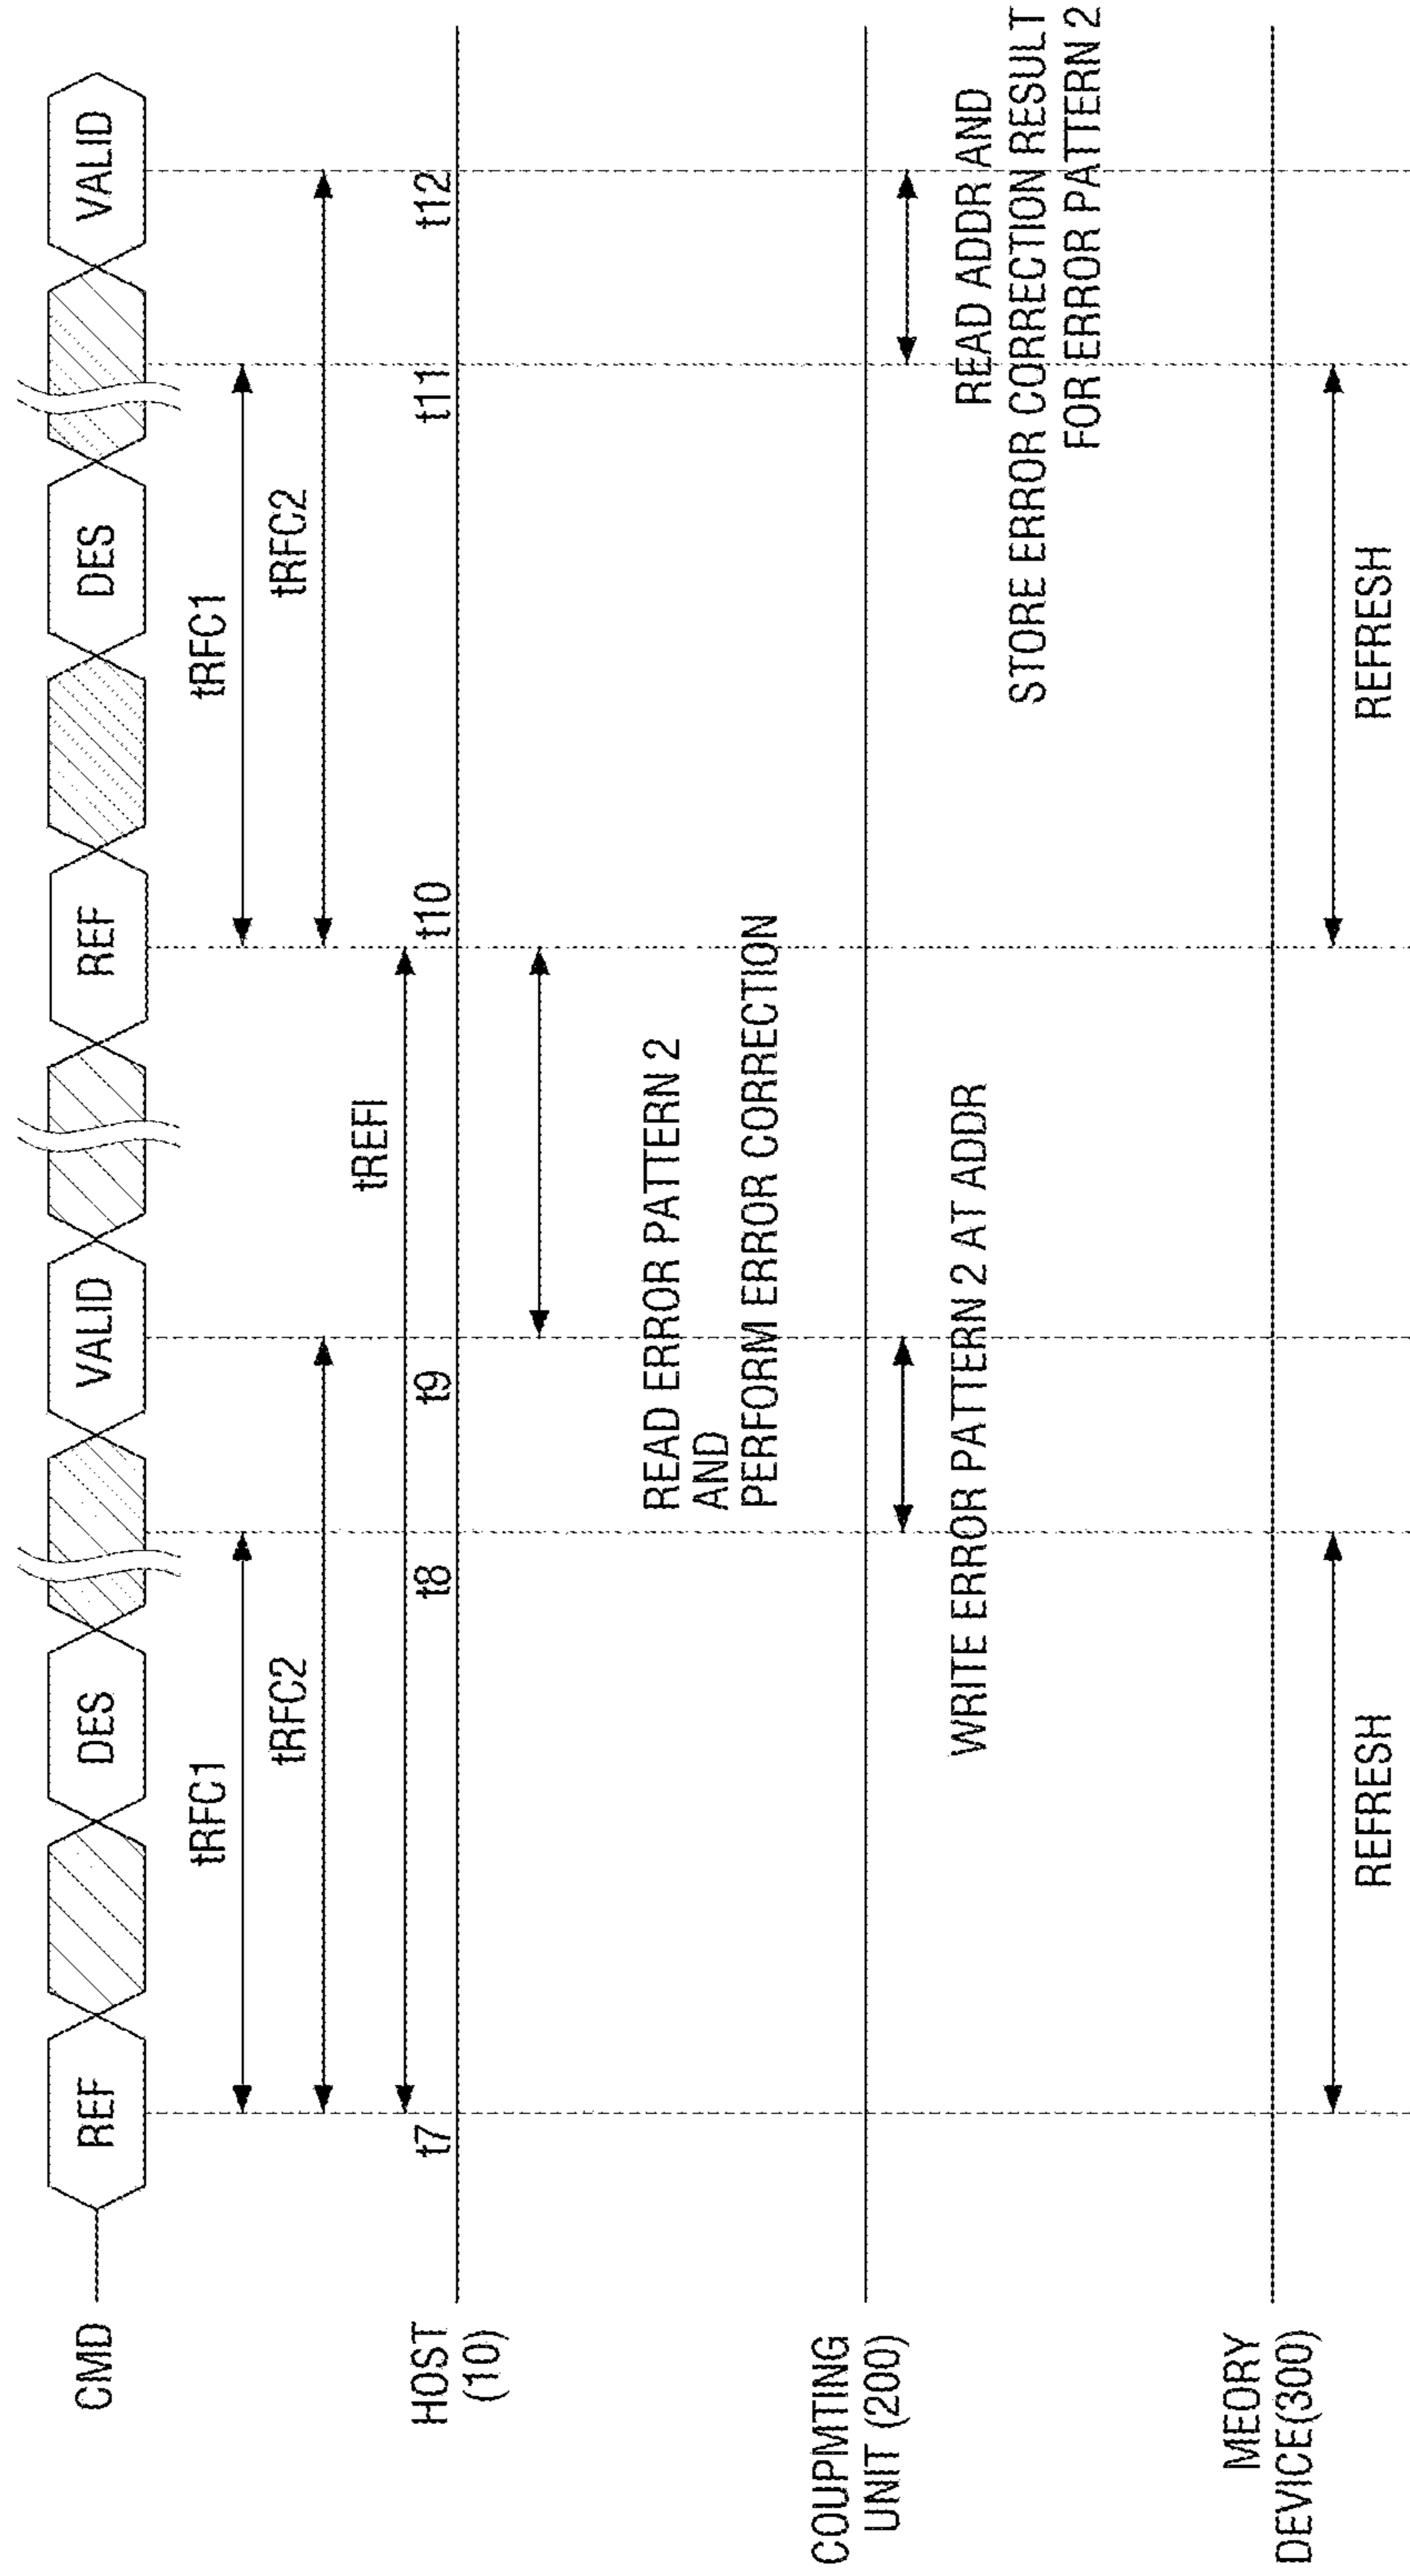 CMD
REF
DES
VALID
REF
DES
VALID
tRFC1
tRFC1
tRFC2
tRFC2
tREFI
HOST
(10)
t7
t8
t9
t10
t11
t12
READ ERROR PATTERN 2
AND
PERFORM ERROR CORRECTION
COUPMTING
UNIT (200)
WRITE ERROR PATTERN 2 AT ADDR
READ ADDR AND
STORE ERROR CORRECTION RESULT
FOR ERROR PATTERN 2
MEORY
DEVICE(300)
REFRESH
REFRESH